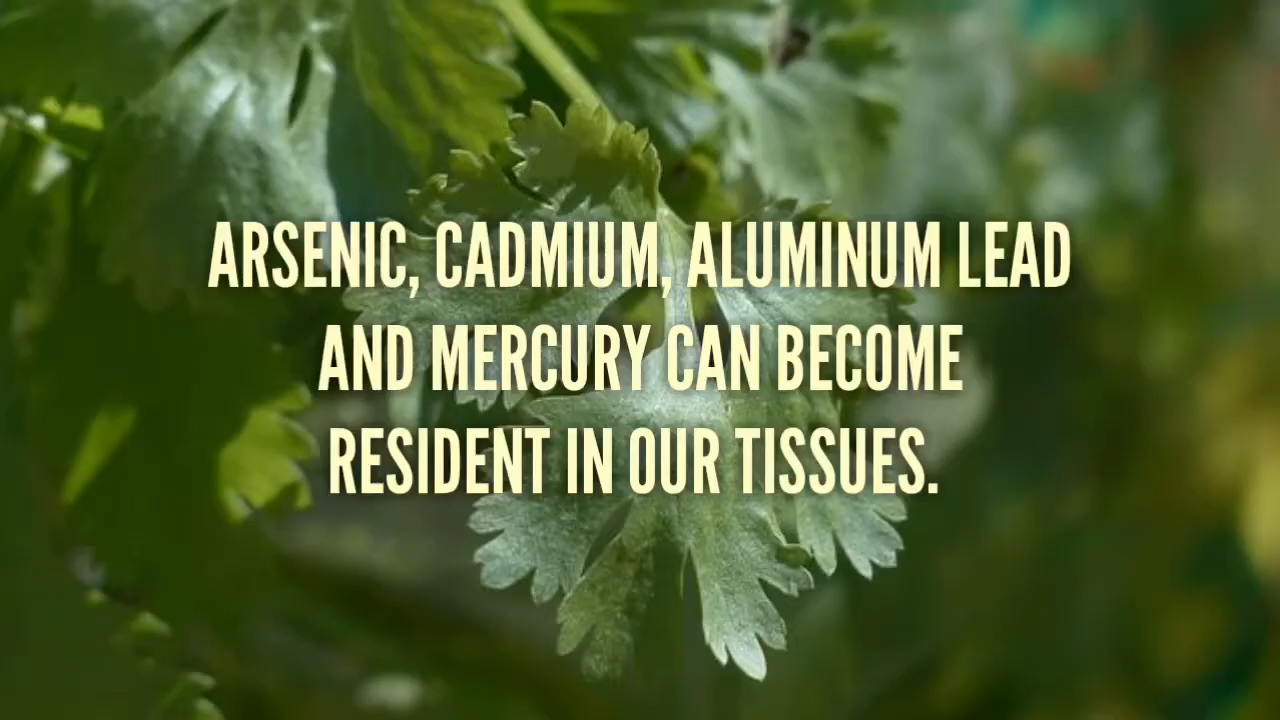 ARSENIC, CADMIUM, ALUMINUM LEAD
AND MERCURY CAN BECOME
RESIDENT IN OUR TISSUES.